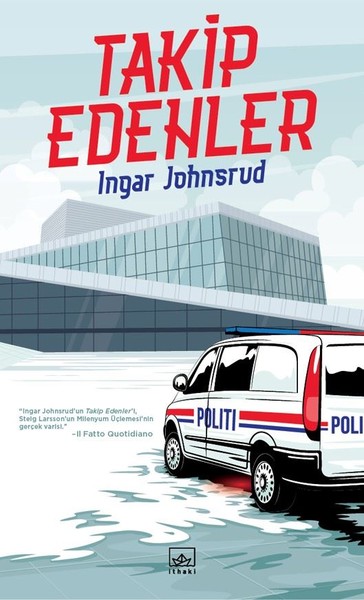 TAKİP
EDENLER
Ingar Johnsrud
POLITI
POLI
"Ingar Johnsrud'un Takip Edenler'i,
Steig Larsson'un Milenyum Üçlemesi'nin
gerçek varisi."
–Il Fatto Quotidiano
ithaki